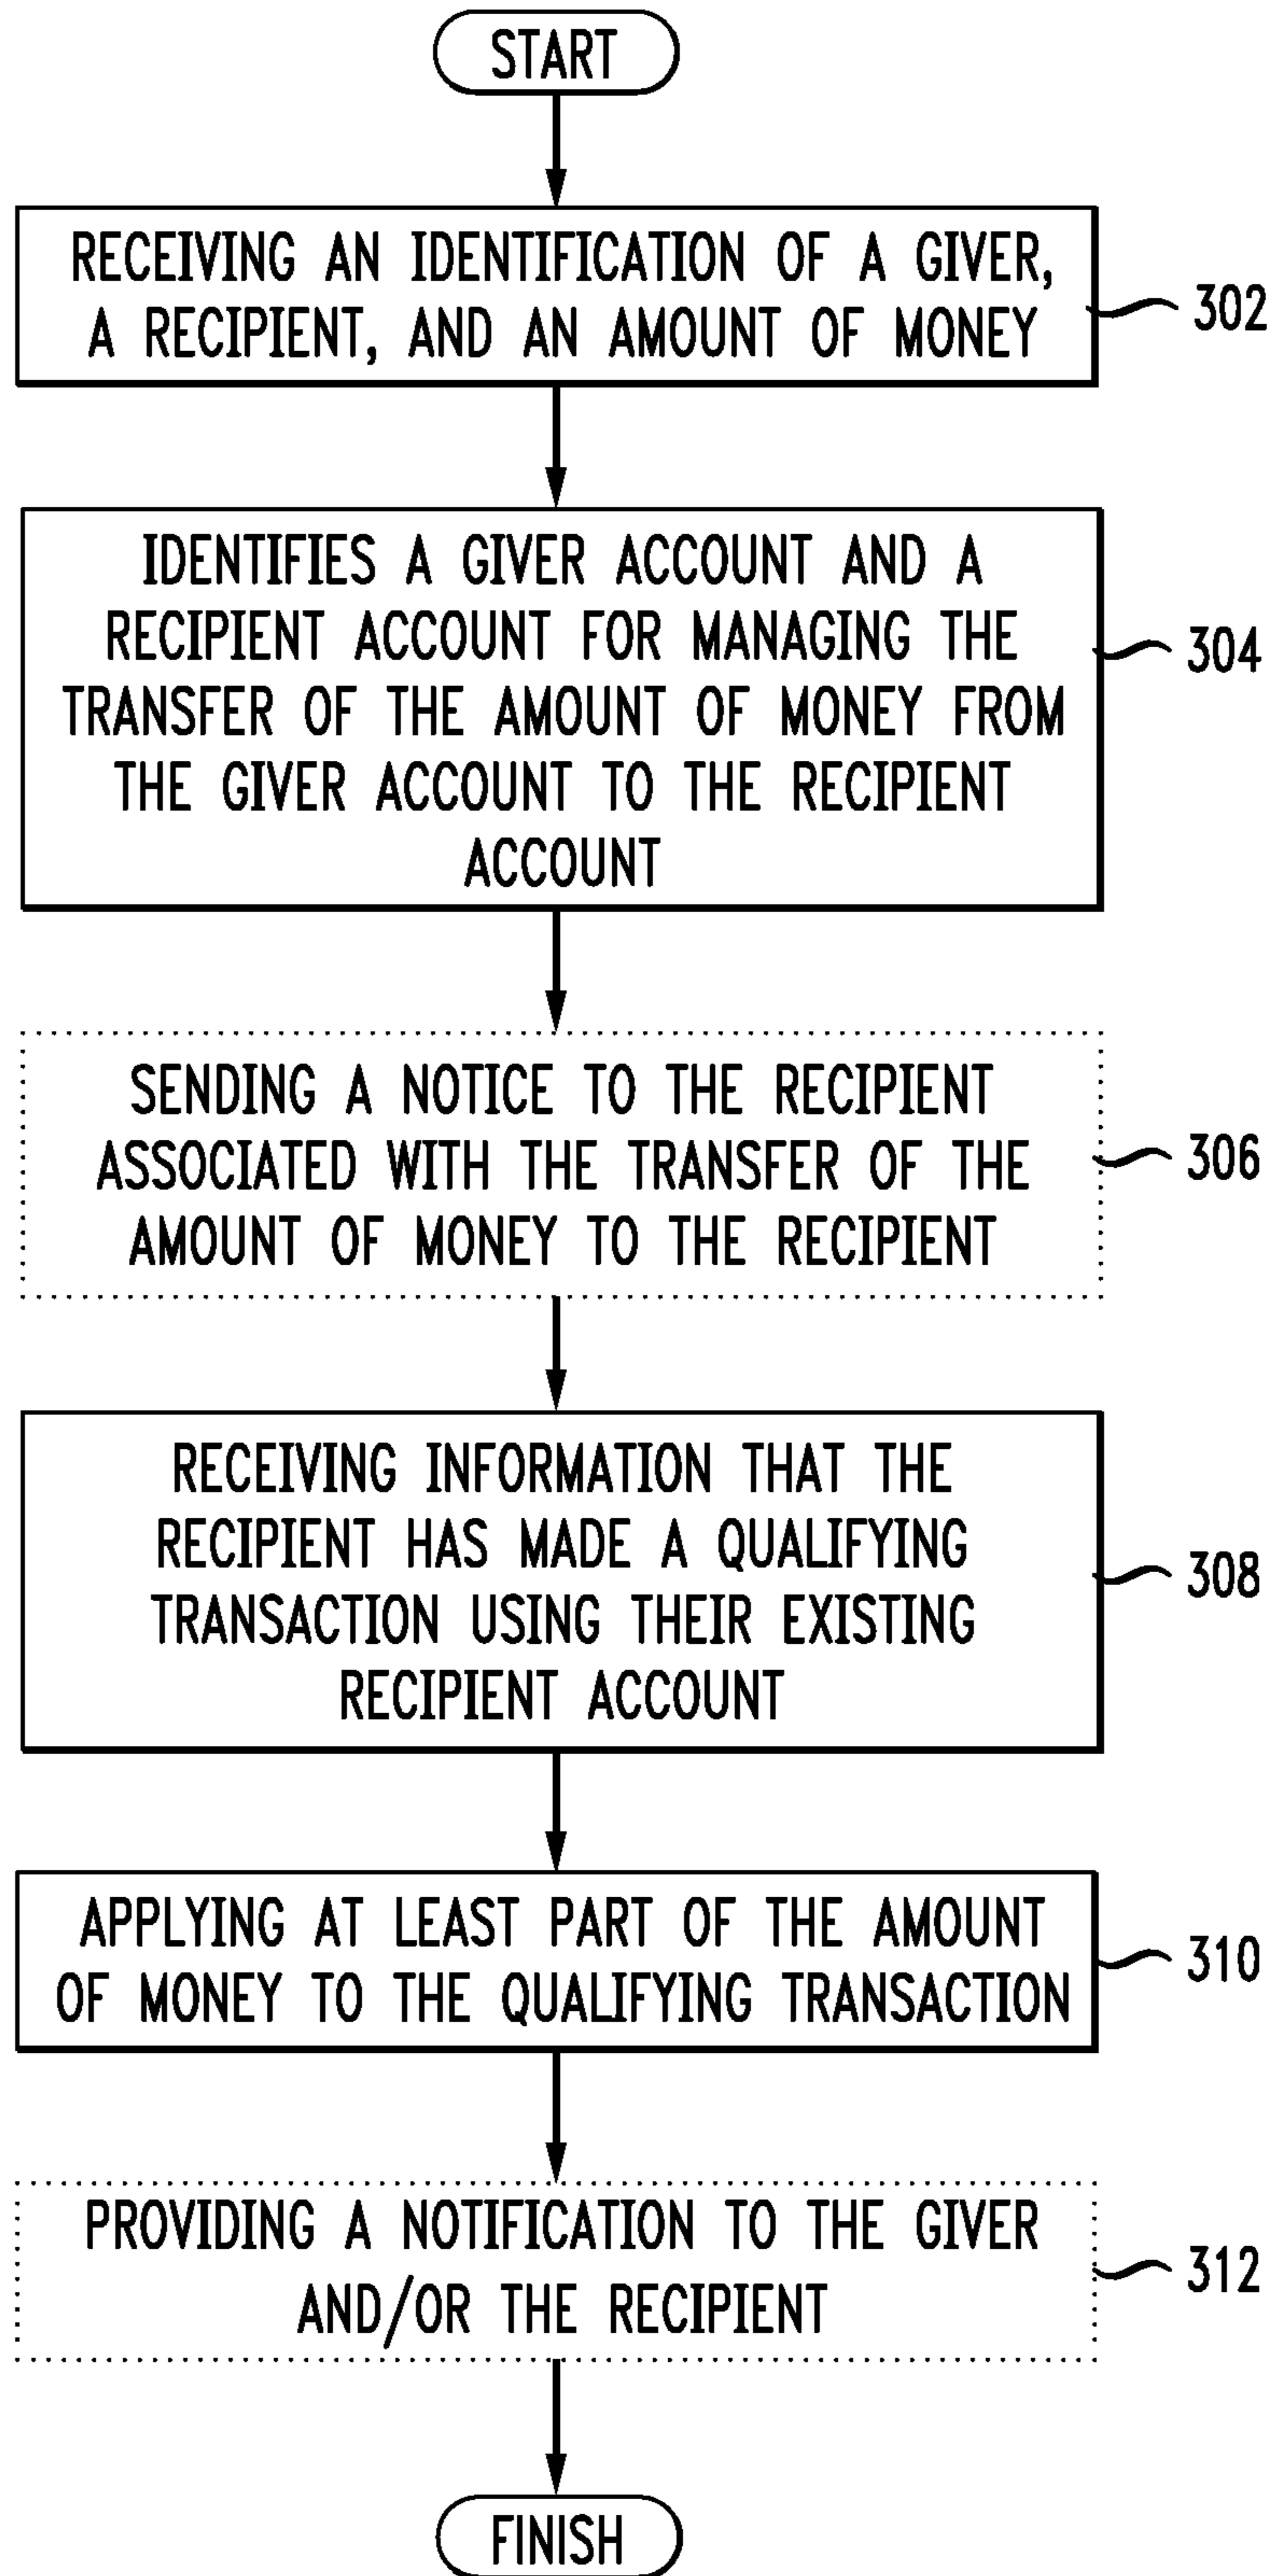 START
RECEIVING AN IDENTIFICATION OF A GIVER,
A RECIPIENT, AND AN AMOUNT OF MONEY
302
IDENTIFIES A GIVER ACCOUNT AND A
RECIPIENT ACCOUNT FOR MANAGING THE
TRANSFER OF THE AMOUNT OF MONEY FROM
THE GIVER ACCOUNT TO THE RECIPIENT
ACCOUNT
304
SENDING A NOTICE TO THE RECIPIENT
ASSOCIATED WITH THE TRANSFER OF THE
AMOUNT OF MONEY TO THE RECIPIENT
306
RECEIVING INFORMATION THAT THE
RECIPIENT HAS MADE A QUALIFYING
TRANSACTION USING THEIR EXISTING
RECIPIENT ACCOUNT
308
APPLYING AT LEAST PART OF THE AMOUNT
OF MONEY TO THE QUALIFYING TRANSACTION
310
PROVIDING A NOTIFICATION TO THE GIVER
AND/OR THE RECIPIENT
312
FINISH